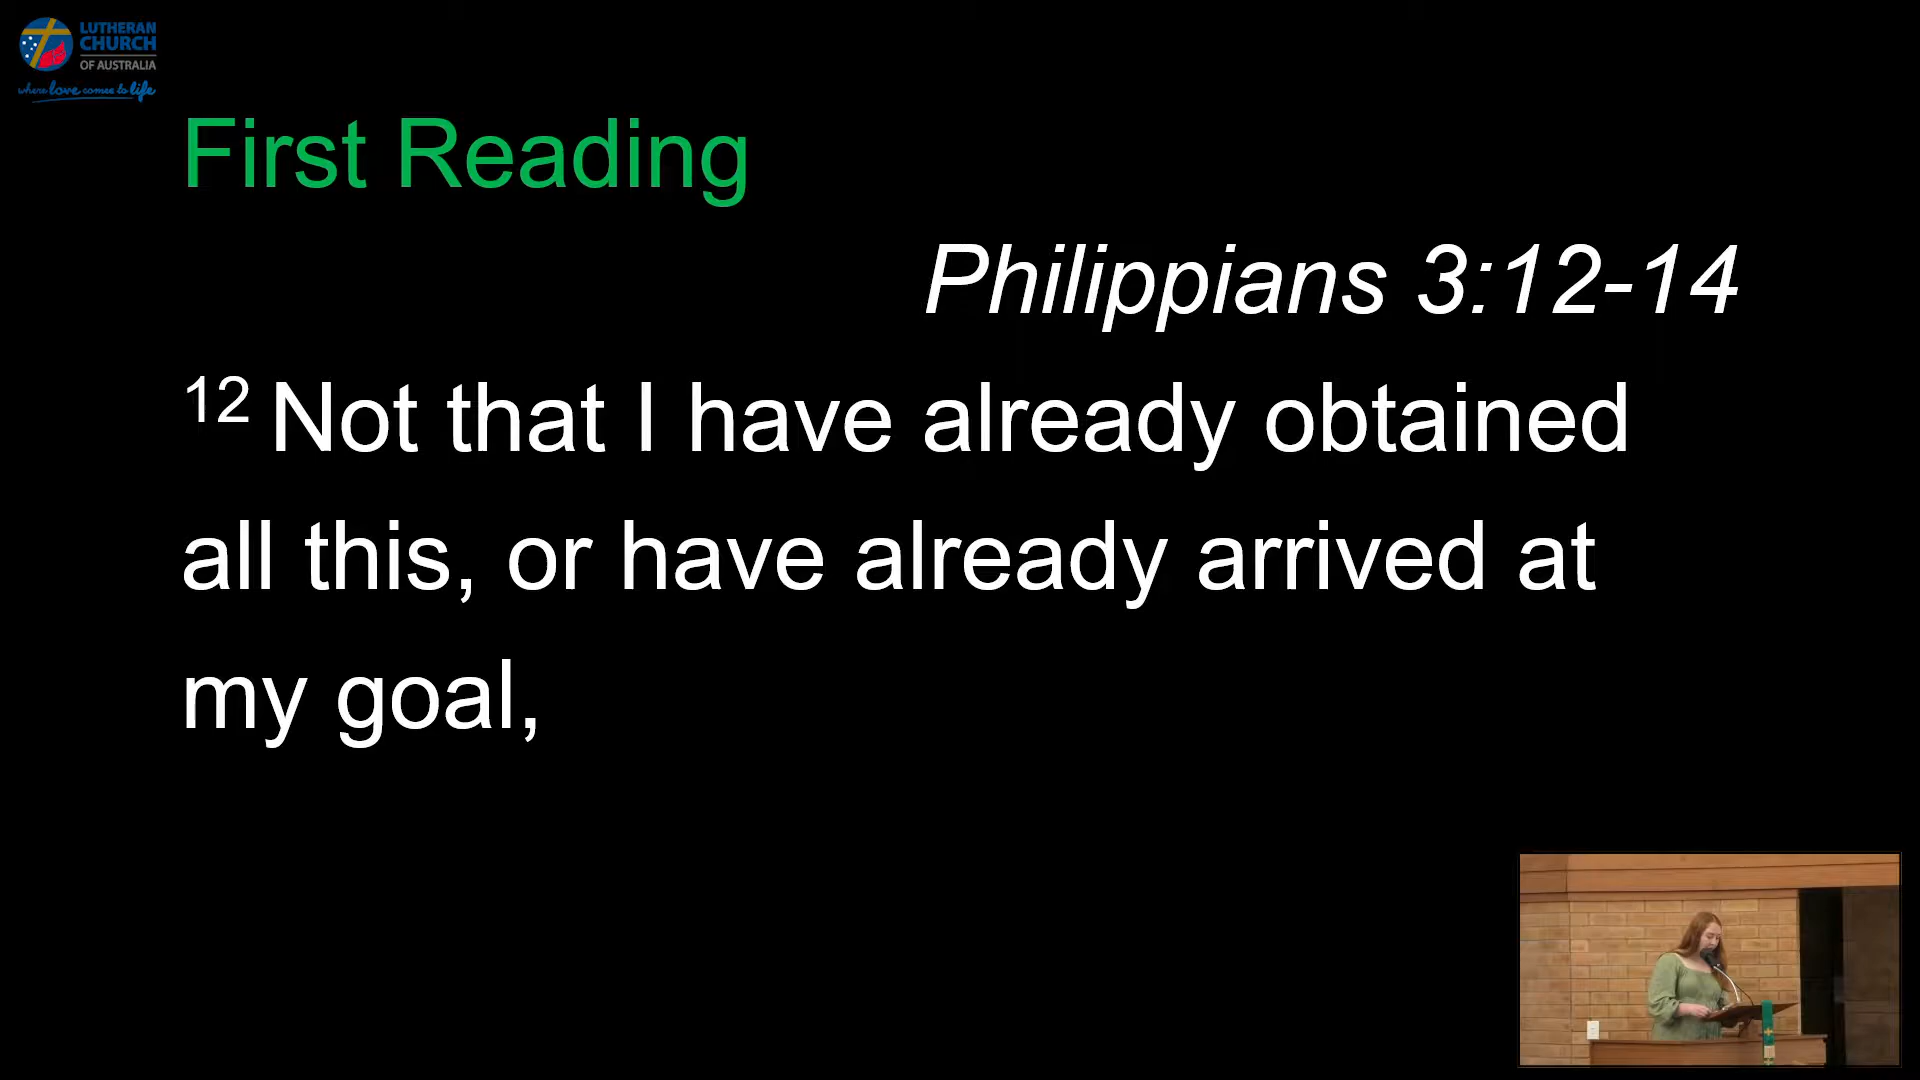 LUTHERAN
CHURCH
OF AUSTRALIA
where love comes to life
First Reading
Philippians 3:12-14
12 Not that I have already obtained
all this, or have already arrived at
my goal,